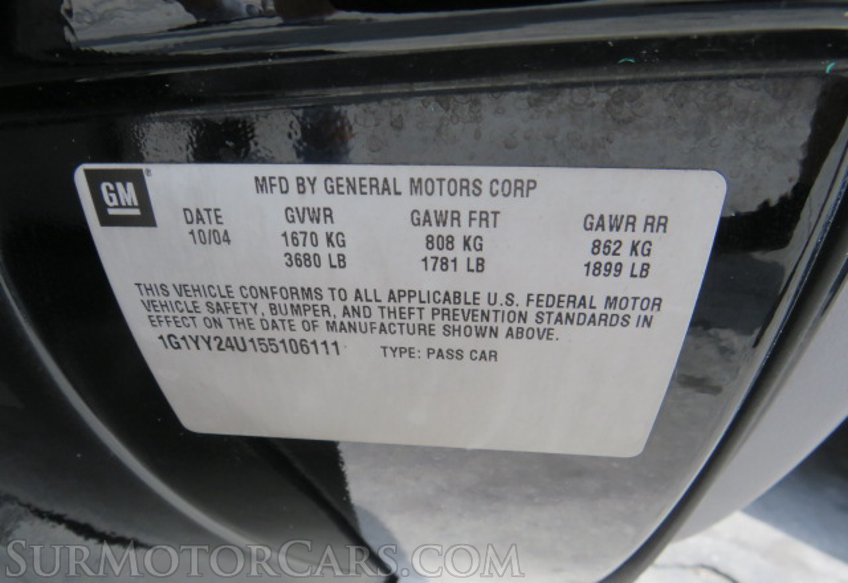 GM®
MFD BY GENERAL MOTORS CORP
DATE GVWR GAWR FRT GAWR RR
10/04 1670 KG 808 KG 862 KG
3680 LB 1781 LB 1899 LB
THIS VEHICLE CONFORMS TO ALL APPLICABLE U.S. FEDERAL MOTOR
VEHICLE SAFETY, BUMPER, AND THEFT PREVENTION STANDARDS IN
EFFECT ON THE DATE OF MANUFACTURE SHOWN ABOVE.
1G1YY24U155106111 TYPE: PASS CAR
SURMOTORCARS.COM